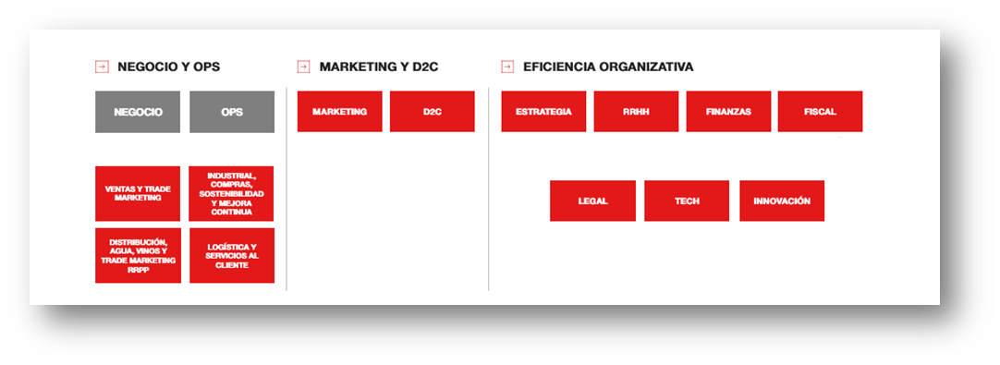 NEGOCIO Y OPS
MARKETING Y D2C
EFICIENCIA ORGANIZATIVA
NEGOCIO
OPS
MARKETING
D2C
ESTRATEGIA
RRHH
FINANZAS
FISCAL
VENTAS Y TRADE
MARKETING
INDUSTRIAL,
COMPRAS,
SOSTENIBILIDAD
Y MEJORA
CONTINUA
LEGAL
TECH
INNOVACIÓN
DISTRIBUCIÓN,
AGUA, VINOS Y
TRADE MARKETING
RRPP
LOGÍSTICA Y
SERVICIOS AL
CLIENTE